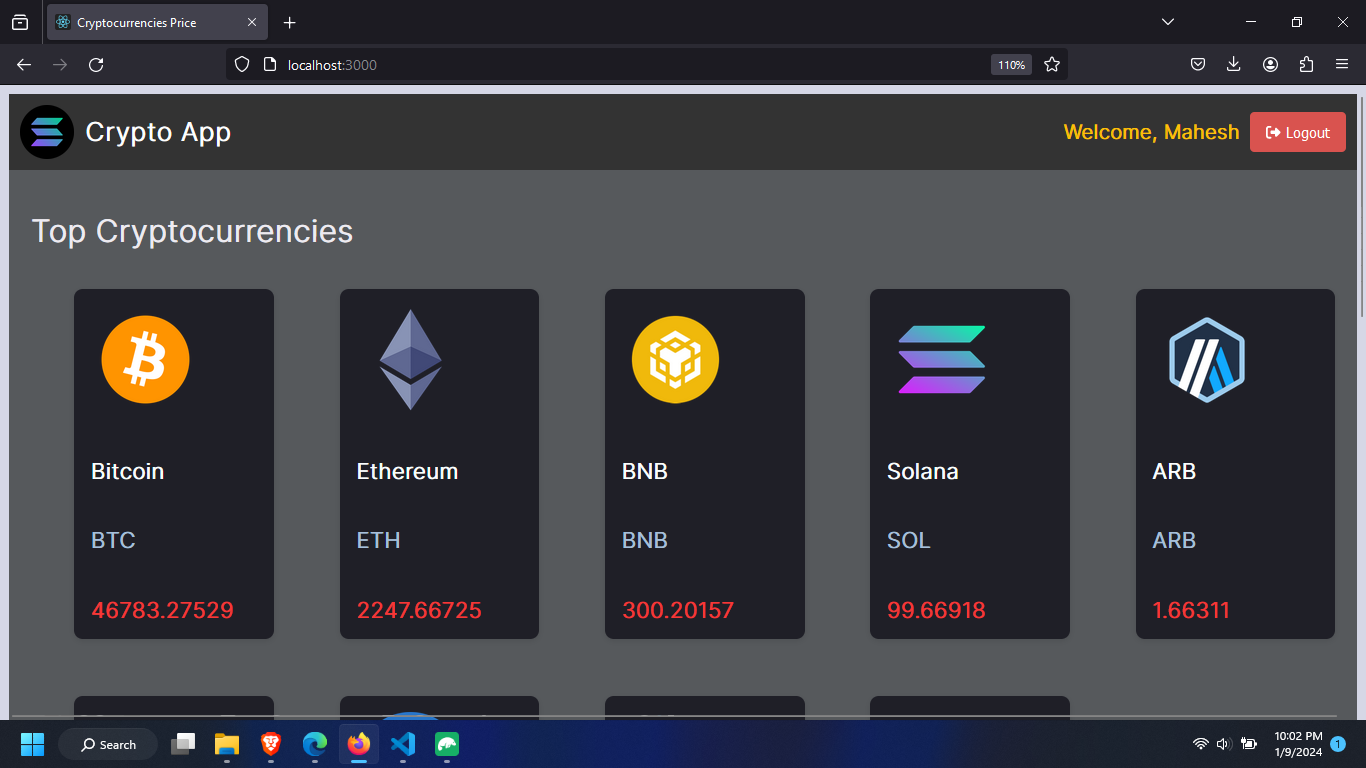 Cryptocurrencies Price
localhost:3000
110%
Crypto App
Welcome, Mahesh
Logout
Top Cryptocurrencies
Bitcoin
BTC
46783.27529
Ethereum
ETH
2247.66725
BNB
BNB
300.20157
Solana
SOL
99.66918
ARB
ARB
1.66311
Search
10:02 PM
1/9/2024
1